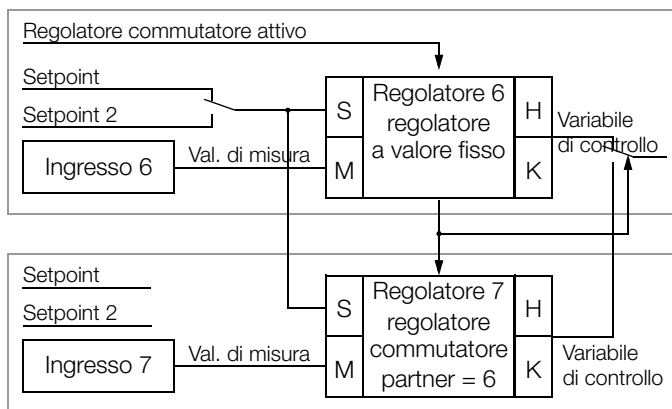 Regolatore commutatore attivo
Setpoint
Setpoint 2
Ingresso 6
Val. di misura
S
M
Regolatore 6
regolatore
a valore fisso
H
K
Variabile
di controllo
Setpoint
Setpoint 2
Ingresso 7
Val. di misura
S
M
Regolatore 7
regolatore
commutatore
partner = 6
H
K
Variabile
di controllo